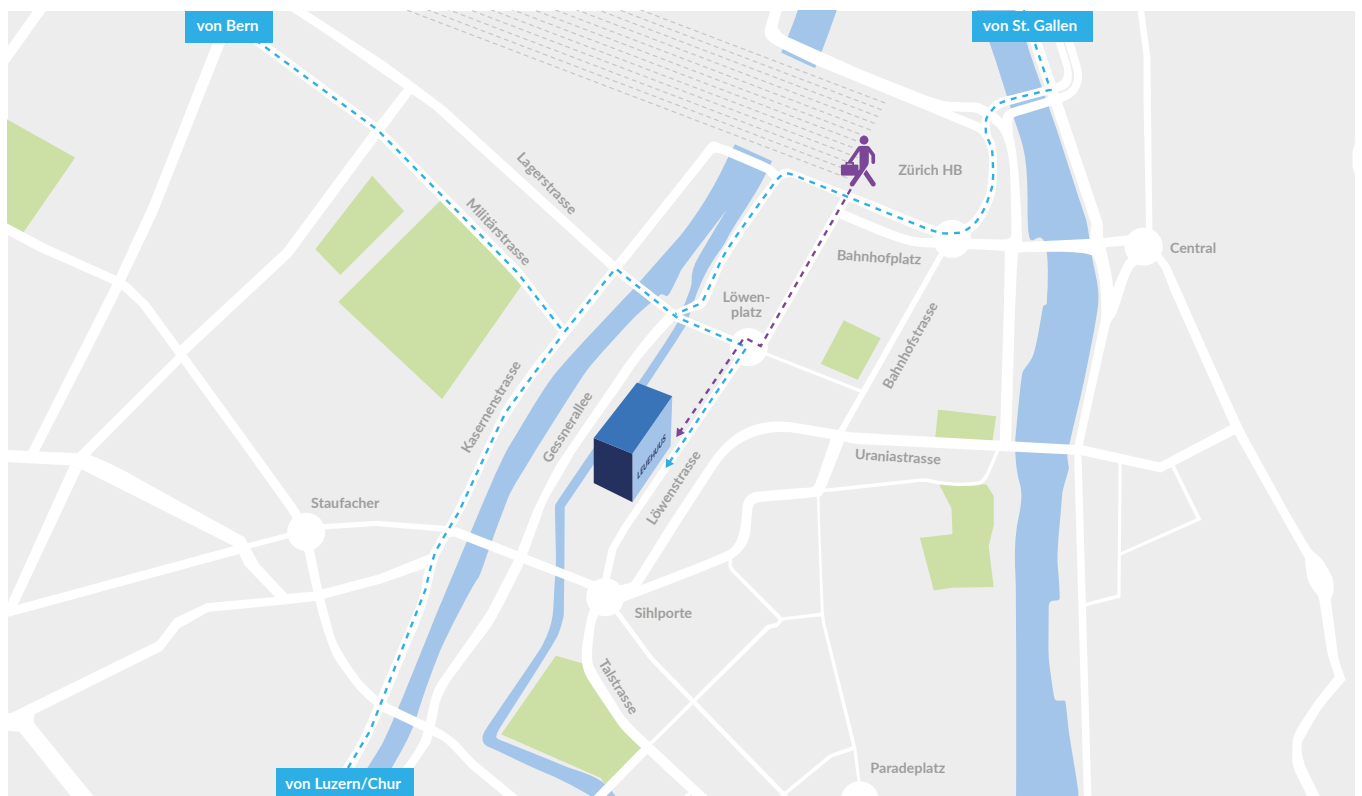 von Bern
von St. Gallen
Lagerstrasse
Militärstrasse
Zürich HB
Bahnhofplatz
Central
Löwen-
platz
Bahnhofstrasse
Kasernenstrasse
Gessnerallee
LEUEHUUS
Löwenstrasse
Uraniastrasse
Staufacher
Sihlporte
Talstrasse
Paradeplatz
von Luzern/Chur